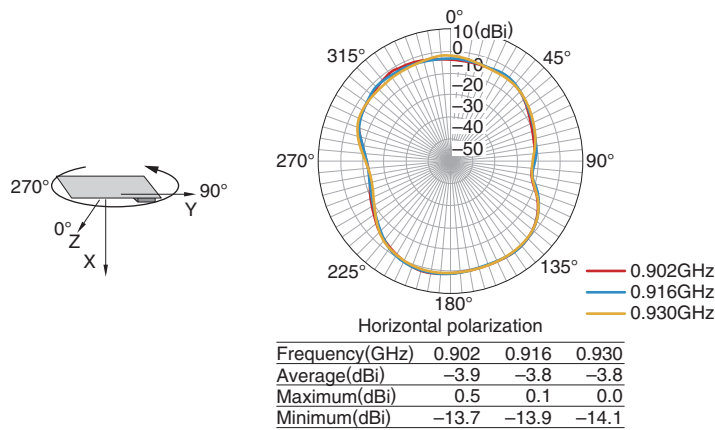 0°
10(dBi)
0
–10
–20
–30
–40
–50
315°
45°
270°
90°
225°
135°
180°
270°
90°
Y
0°
Z
X
0.902GHz
0.916GHz
0.930GHz
Horizontal polarization
Frequency(GHz) 0.902 0.916 0.930
Average(dBi) –3.9 –3.8 –3.8
Maximum(dBi) 0.5 0.1 0.0
Minimum(dBi) –13.7 –13.9 –14.1